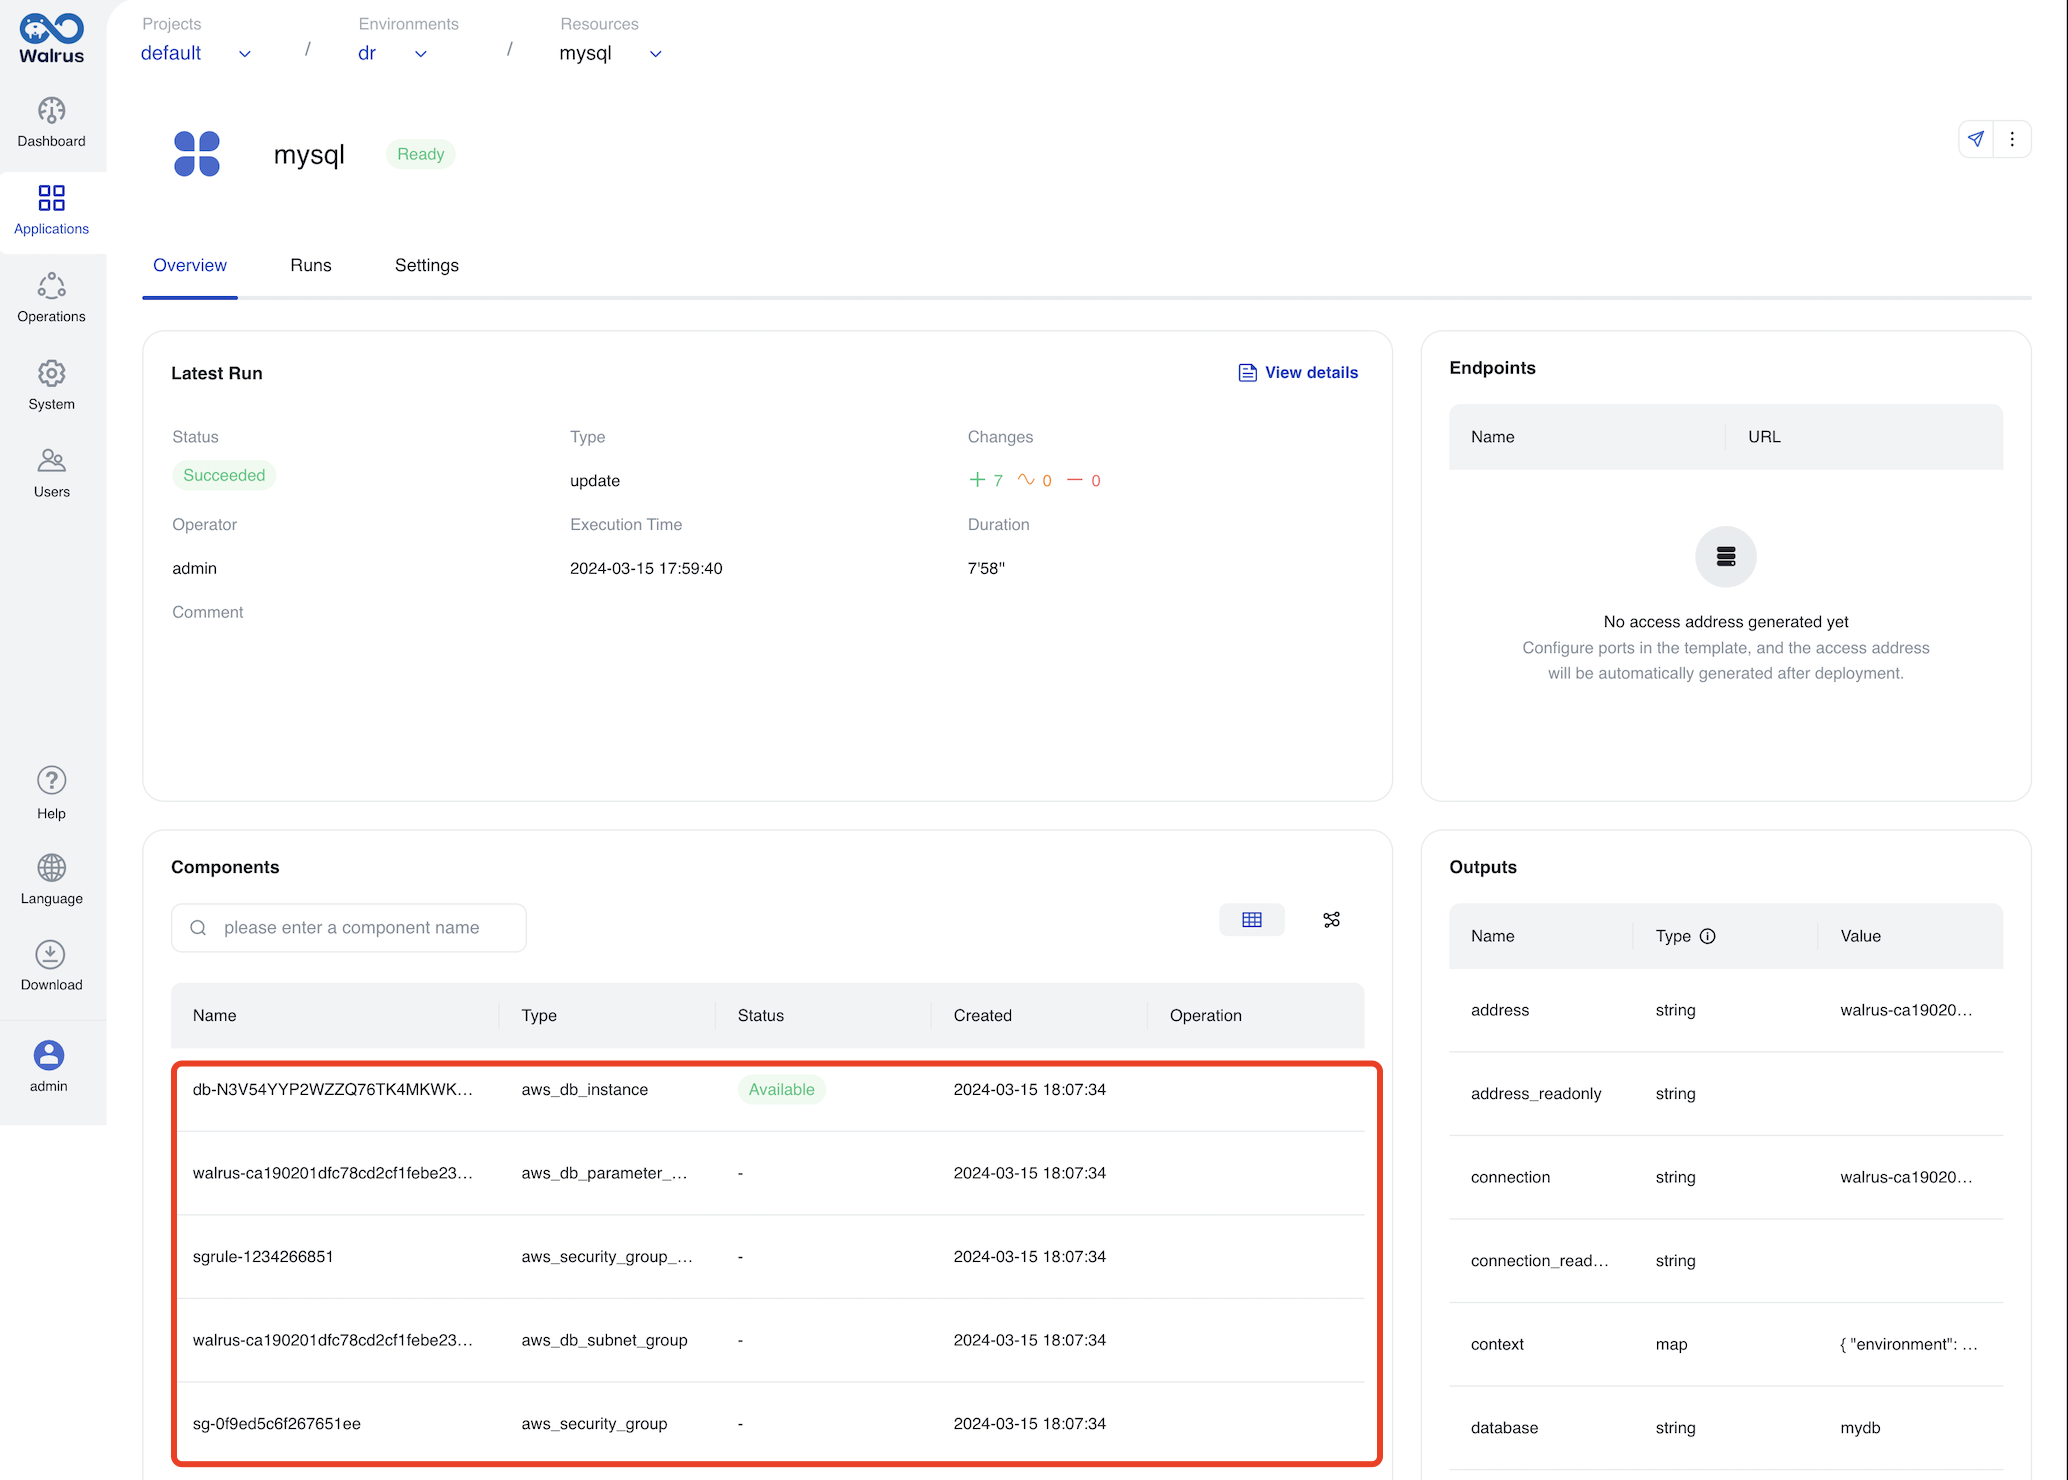 Walrus
Dashboard
Applications
Operations
System
Users
Help
Language
Download
admin
Projects / Environments / Resources
default dr mysql
mysql Ready
Overview Runs Settings
Latest Run
View details
Status Type Changes
Succeeded update + 7 0 — 0
Operator Execution Time Duration
admin 2024-03-15 17:59:40 7'58"
Comment
Endpoints
Name URL
No access address generated yet
Configure ports in the template, and the access address
will be automatically generated after deployment.
Components
please enter a component name
Name Type Status Created Operation
db-N3V54YYP2WZZQ76TK4MKWK... aws_db_instance Available 2024-03-15 18:07:34
walrus-ca190201dfc78cd2cf1febe23... aws_db_parameter_... - 2024-03-15 18:07:34
sgrule-1234266851 aws_security_group_... - 2024-03-15 18:07:34
walrus-ca190201dfc78cd2cf1febe23... aws_db_subnet_group - 2024-03-15 18:07:34
sg-0f9ed5c6f267651ee aws_security_group - 2024-03-15 18:07:34
Outputs
Name Type Value
address string walrus-ca19020...
address_readonly string
connection string walrus-ca19020...
connection_read... string
context map { "environment": ...
database string mydb